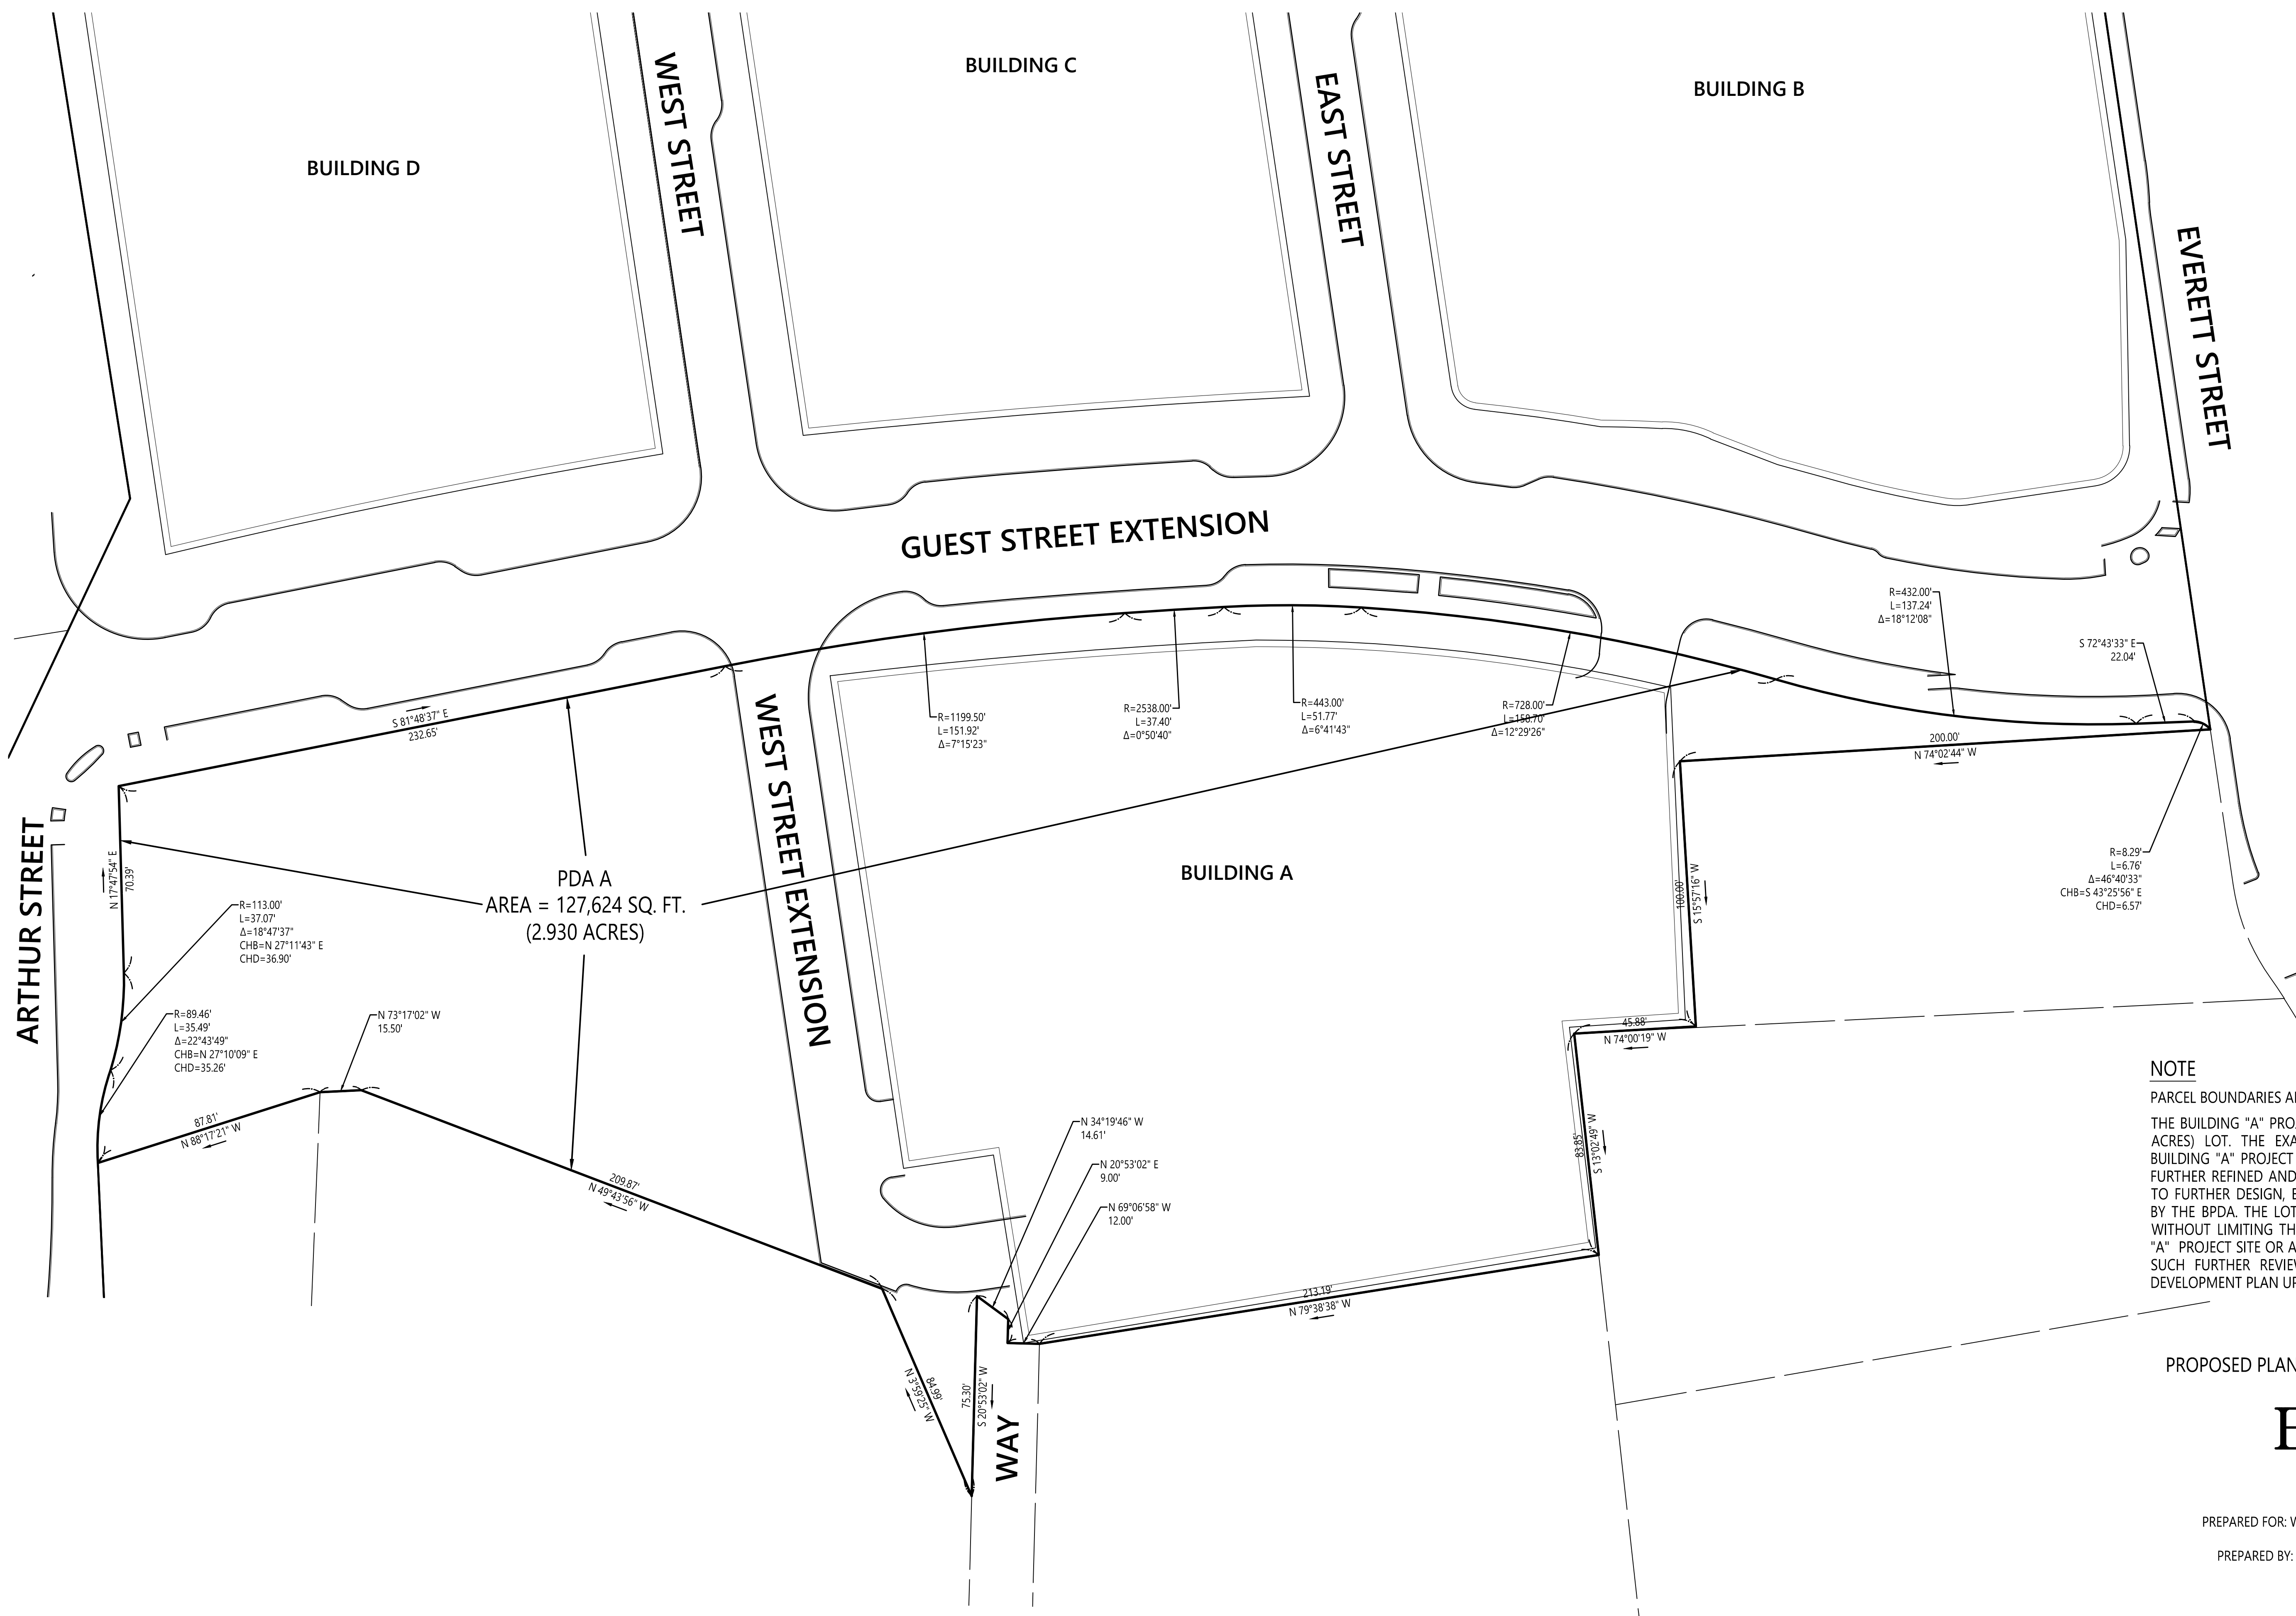 BUILDING D
WEST STREET
BUILDING C
EAST STREET
BUILDING B
EVERETT STREET
GUEST STREET EXTENSION
R=432.00'
L=137.24'
Δ=18°12'08"
S 72°43'33" E
22.04'
S 81°48'37" E
232.65'
R=1199.50'
L=151.92'
Δ=7°15'23"
R=2538.00'
L=37.40'
Δ=0°50'40"
R=443.00'
L=51.77'
Δ=6°41'43"
R=728.00'
L=158.70'
Δ=12°29'26"
200.00'
N 74°02'44" W
WEST STREET EXTENSION
ARTHUR STREET
N 17°47'54" E
70.39'
PDA A
AREA = 127,624 SQ. FT.
(2.930 ACRES)
BUILDING A
100.00'
S 15°57'16" W
R=8.29'
L=6.76'
Δ=46°40'33"
CHB=S 43°25'56" E
CHD=6.57'
R=113.00'
L=37.07'
Δ=18°47'37"
CHB=N 27°11'43" E
CHD=36.90'
R=89.46'
L=35.49'
Δ=22°43'49"
CHB=N 27°10'09" E
CHD=35.26'
N 73°17'02" W
15.50'
45.88'
N 74°00'19" W
87.81'
N 88°17'21" W
209.87'
N 49°43'56" W
N 34°19'46" W
14.61'
N 20°53'02" E
9.00'
N 69°06'58" W
12.00'
83.85'
S 13°02'49" W
213.19'
N 79°38'38" W
84.99'
N 3°59'25" W
75.30'
S 20°53'02" W
WAY
NOTE
PARCEL BOUNDARIES
THE BUILDING "A"
ACRES) LOT. THE
BUILDING "A" PROJECT
FURTHER REFINED AND
TO FURTHER DESIGN,
BY THE BPDA. THE LOT
WITHOUT LIMITING
"A" PROJECT SITE OR
SUCH FURTHER
DEVELOPMENT PLAN
PROPOSED PLAN
E
PREPARED FOR:
PREPARED BY: